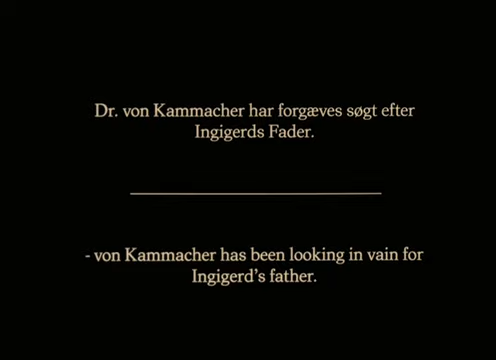 Dr. von Kammacher har forgæves søgt efter
Ingigerds Fader.
- von Kammacher has been looking in vain for
Ingigerd's father.